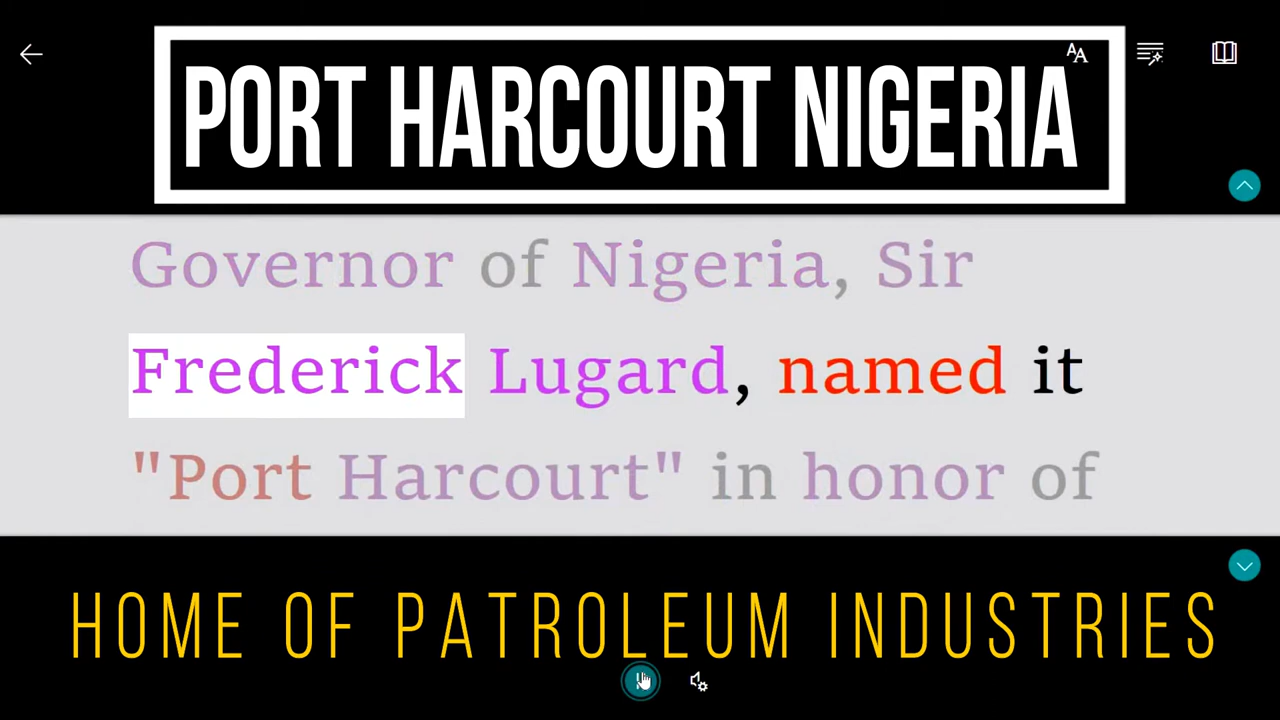 PORT HARCOURT NIGERIA
Governor of Nigeria, Sir
Frederick Lugard, named it
"Port Harcourt" in honor of
HOME OF PATROLEUM INDUSTRIES